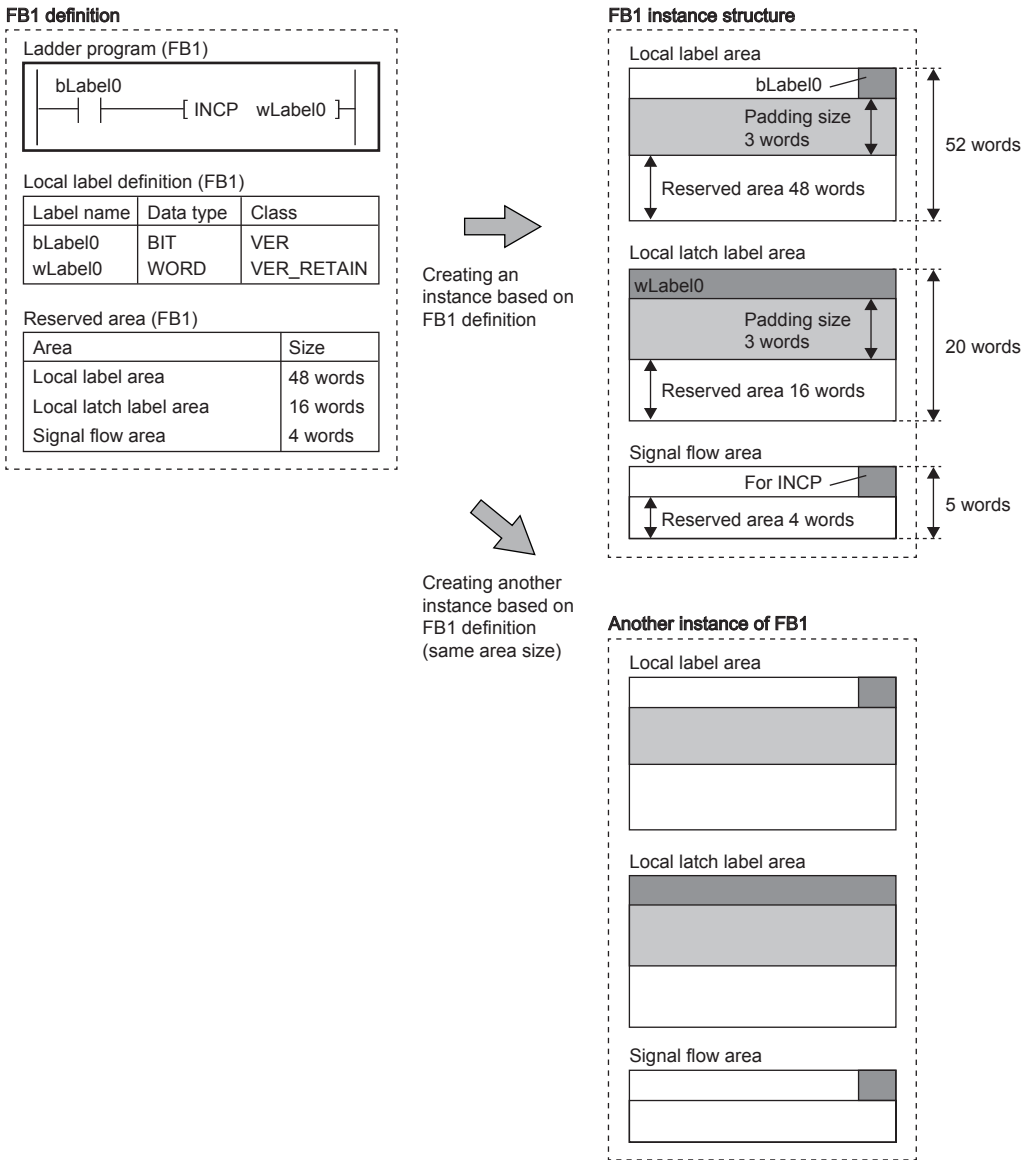 FB1 definition
Ladder program (FB1)
bLabel0
INCP wLabel0
Local label definition (FB1)
Label name Data type Class
bLabel0 BIT VER
wLabel0 WORD VER_RETAIN
Reserved area (FB1)
Area Size
Local label area 48 words
Local latch label area 16 words
Signal flow area 4 words
Creating an
instance based on
FB1 definition
Creating another
instance based on
FB1 definition
(same area size)
FB1 instance structure
Local label area
bLabel0
Padding size
3 words
Reserved area 48 words
52 words
Local latch label area
wLabel0
Padding size
3 words
Reserved area 16 words
20 words
Signal flow area
For INCP
Reserved area 4 words
5 words
Another instance of FB1
Local label area
Local latch label area
Signal flow area